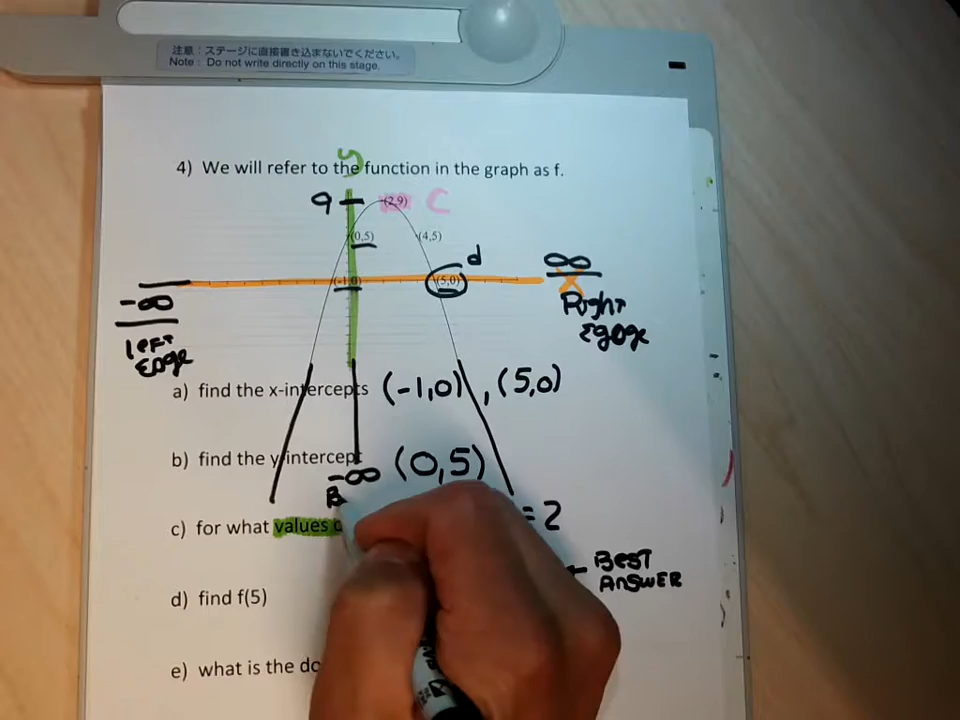 注意：ステージに直接書き込まないでください。
Note : Do not write directly on this stage.
4) We will refer to the function in the graph as f.
y
9
(2,9) C
(0,5) (4,5)
d
(-1,0) (5,0)
∞
x
Right
Egoge
-∞
left
Edge
a) find the x-intercepts (-1,0), (5,0)
b) find the y-intercept (0,5)
-∞
B
c) for what values = 2
← BEST
ANSWER
d) find f(5)
e) what is the do